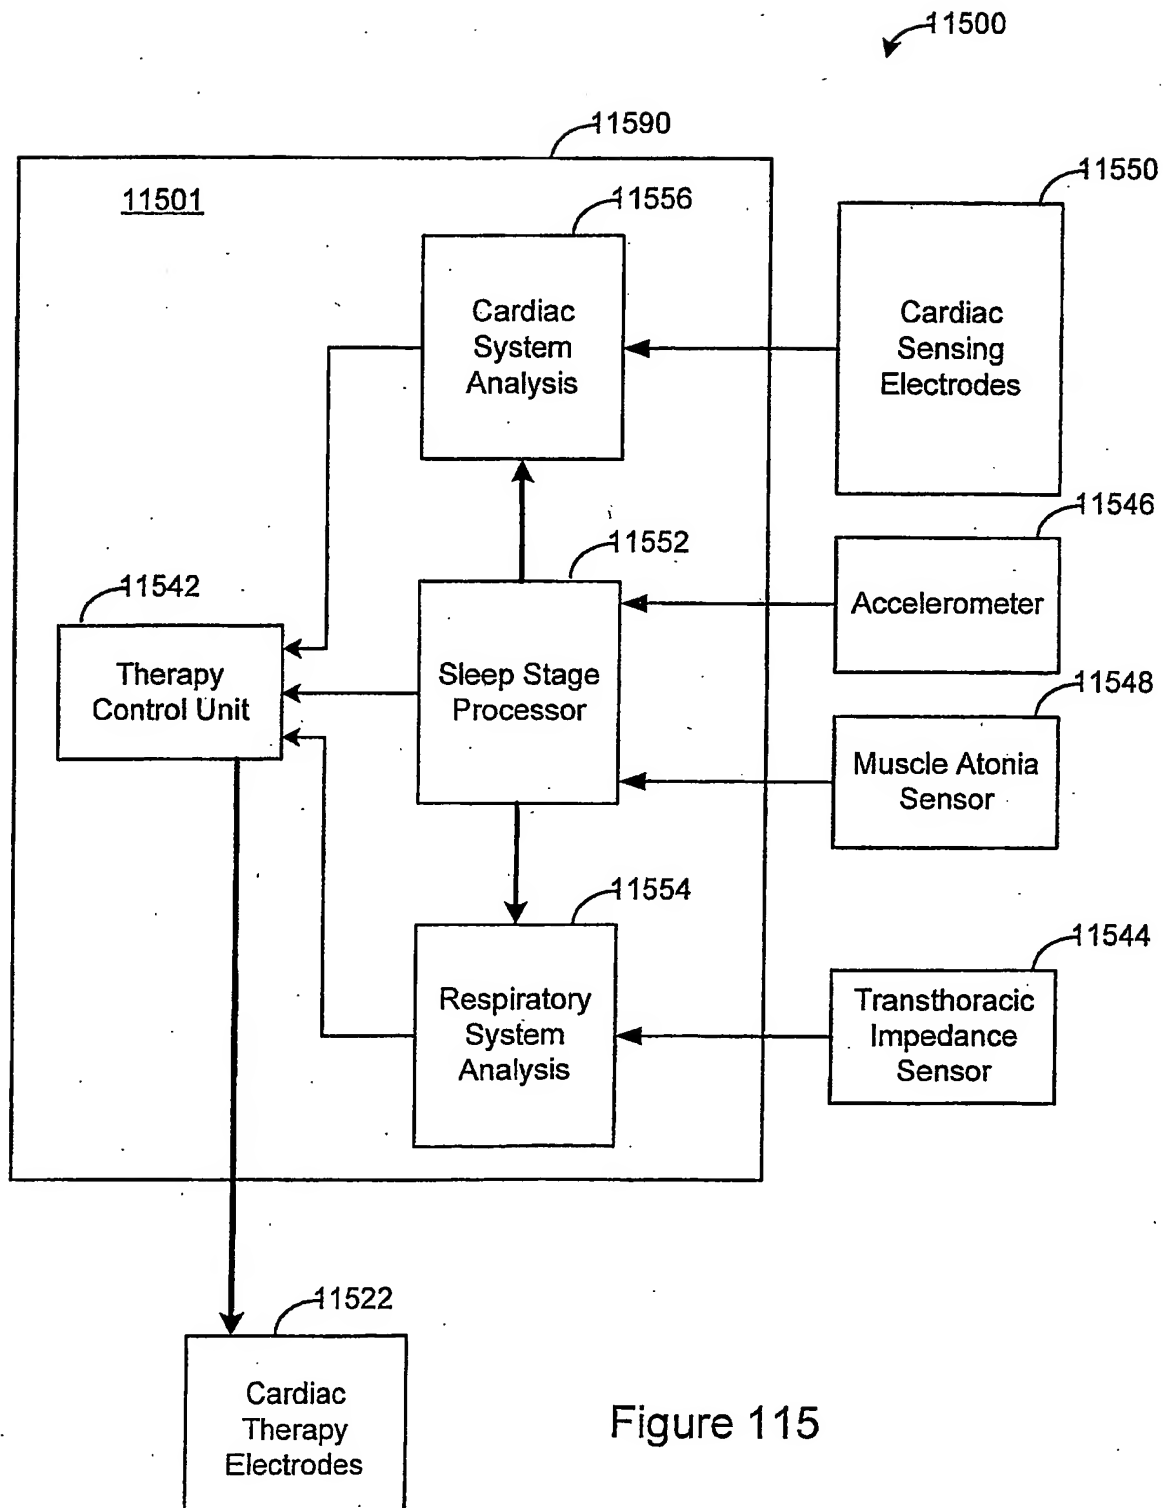 11500
11590
11501
11556
11550
Cardiac
System
Analysis
Cardiac
Sensing
Electrodes
11546
11552
Accelerometer
11542
Therapy
Control Unit
Sleep Stage
Processor
11548
Muscle Atonia
Sensor
11554
11544
Respiratory
System
Analysis
Transthoracic
Impedance
Sensor
11522
Cardiac
Therapy
Electrodes
Figure 115